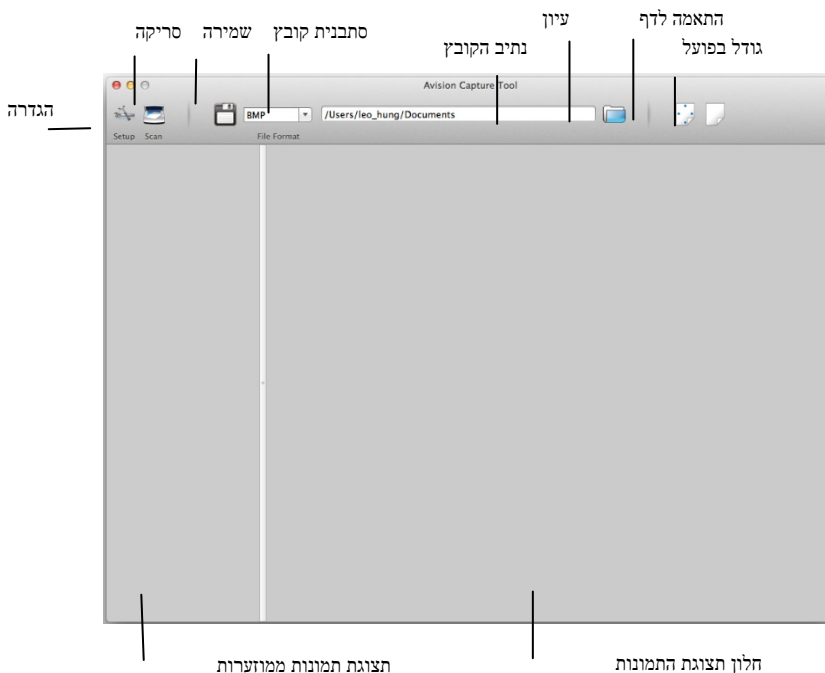 עיון
התאמה לדף
סריקה
שמירה
סתבנית קובץ
נתיב הקובץ
גודל בפועל
Avision Capture Tool
הגדרה
BMP
/Users/leo_hung/Documents
Setup
Scan
File Format
תצוגת תמונות ממוזערות
חלון תצוגת התמונות